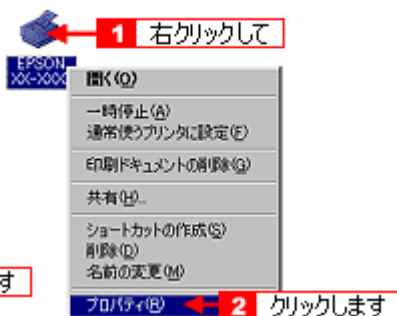 1 右クリックして
EPSON
XX-XXXX
開く(O)
一時停止(A)
通常使うプリンタに設定(F)
印刷ドキュメントの削除(G)
共有(H)...
ショートカットの作成(S)
削除(D)
名前の変更(M)
す
プロパティ(R) 2 クリックします